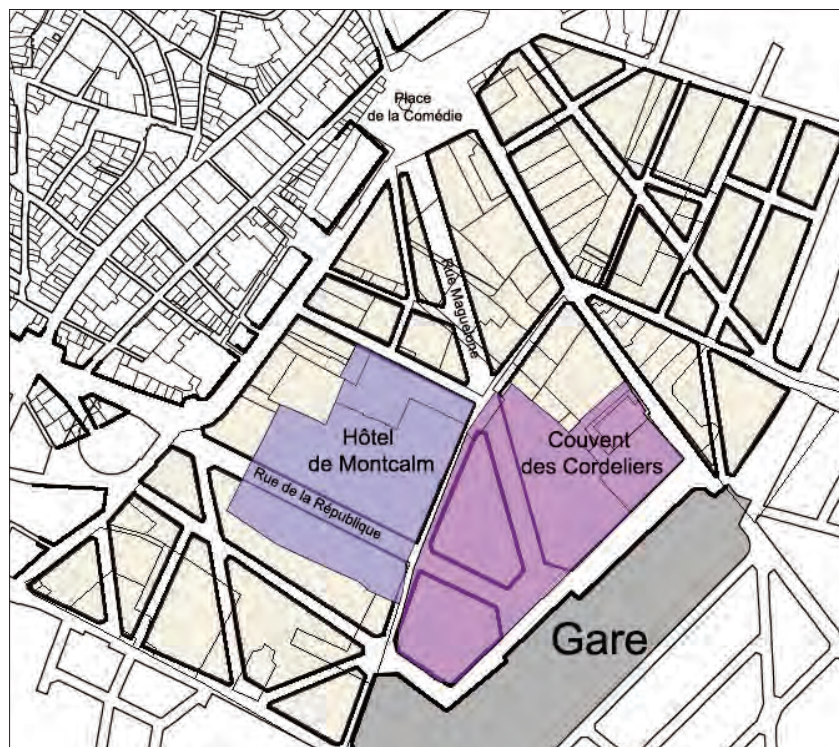 Place
de la Comédie
Rue Maguelone
Hôtel
de Montcalm
Couvent
des Cordeliers
Rue de la République
Gare